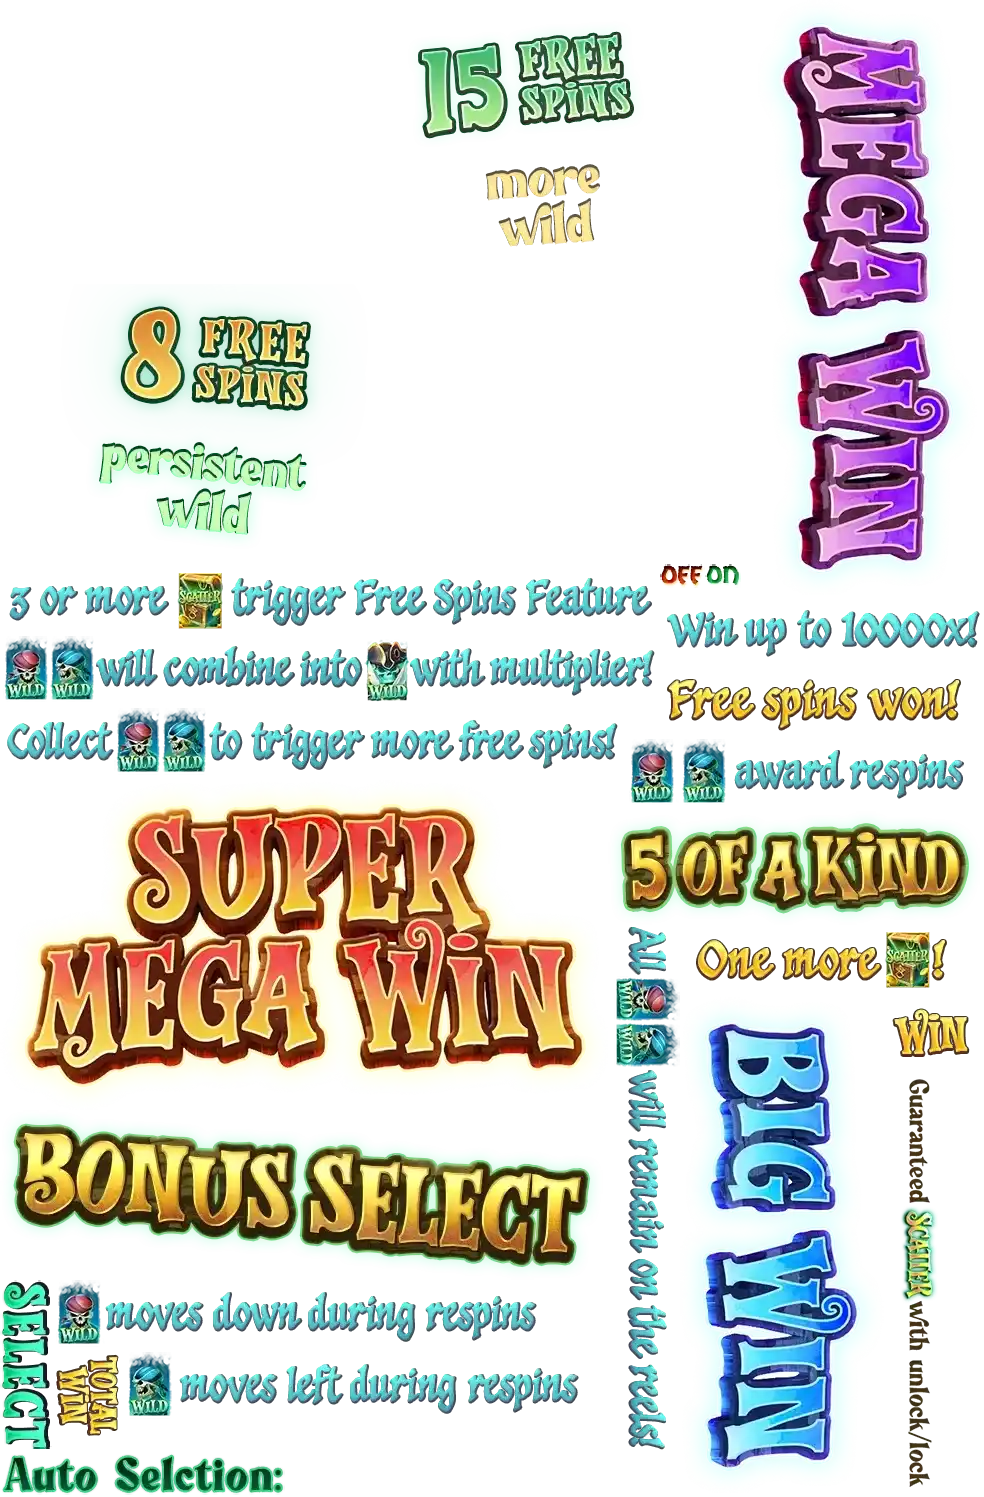 15 FREE
SPINS
more
wild
MEGA WIN
8 FREE
SPINS
persistent
wild
OFF ON
3 or more SCATTER trigger Free Spins Feature
Win up to 10000x!
WILD WILD will combine into WILD with multiplier!
Free spins won!
Collect WILD WILD to trigger more free spins!
WILD WILD award respins
SUPER
MEGA WIN
5 OF A KIND
One more SCATTER!
All WILD WILD will remain on the reels!
WIN
BIG WIN
Guaranteed SCATTER with unlock/lock
BONUS SELECT
SELECT
WILD moves down during respins
TOTAL
WIN
WILD moves left during respins
Auto Selction: